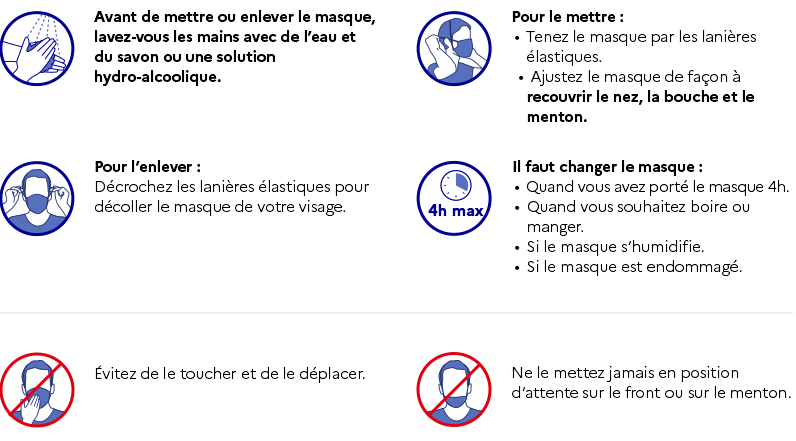 Avant de mettre ou enlever le masque,
lavez-vous les mains avec de l'eau et
du savon ou une solution
hydro-alcoolique.
Pour le mettre :
• Tenez le masque par les lanières
élastiques.
• Ajustez le masque de façon à
recouvrir le nez, la bouche et le
menton.
Pour l'enlever :
Décrochez les lanières élastiques pour
décoller le masque de votre visage.
4h max
Il faut changer le masque :
• Quand vous avez porté le masque 4h.
• Quand vous souhaitez boire ou
manger.
• Si le masque s'humidifie.
• Si le masque est endommagé.
Évitez de le toucher et de le déplacer.
Ne le mettez jamais en position
d'attente sur le front ou sur le menton.